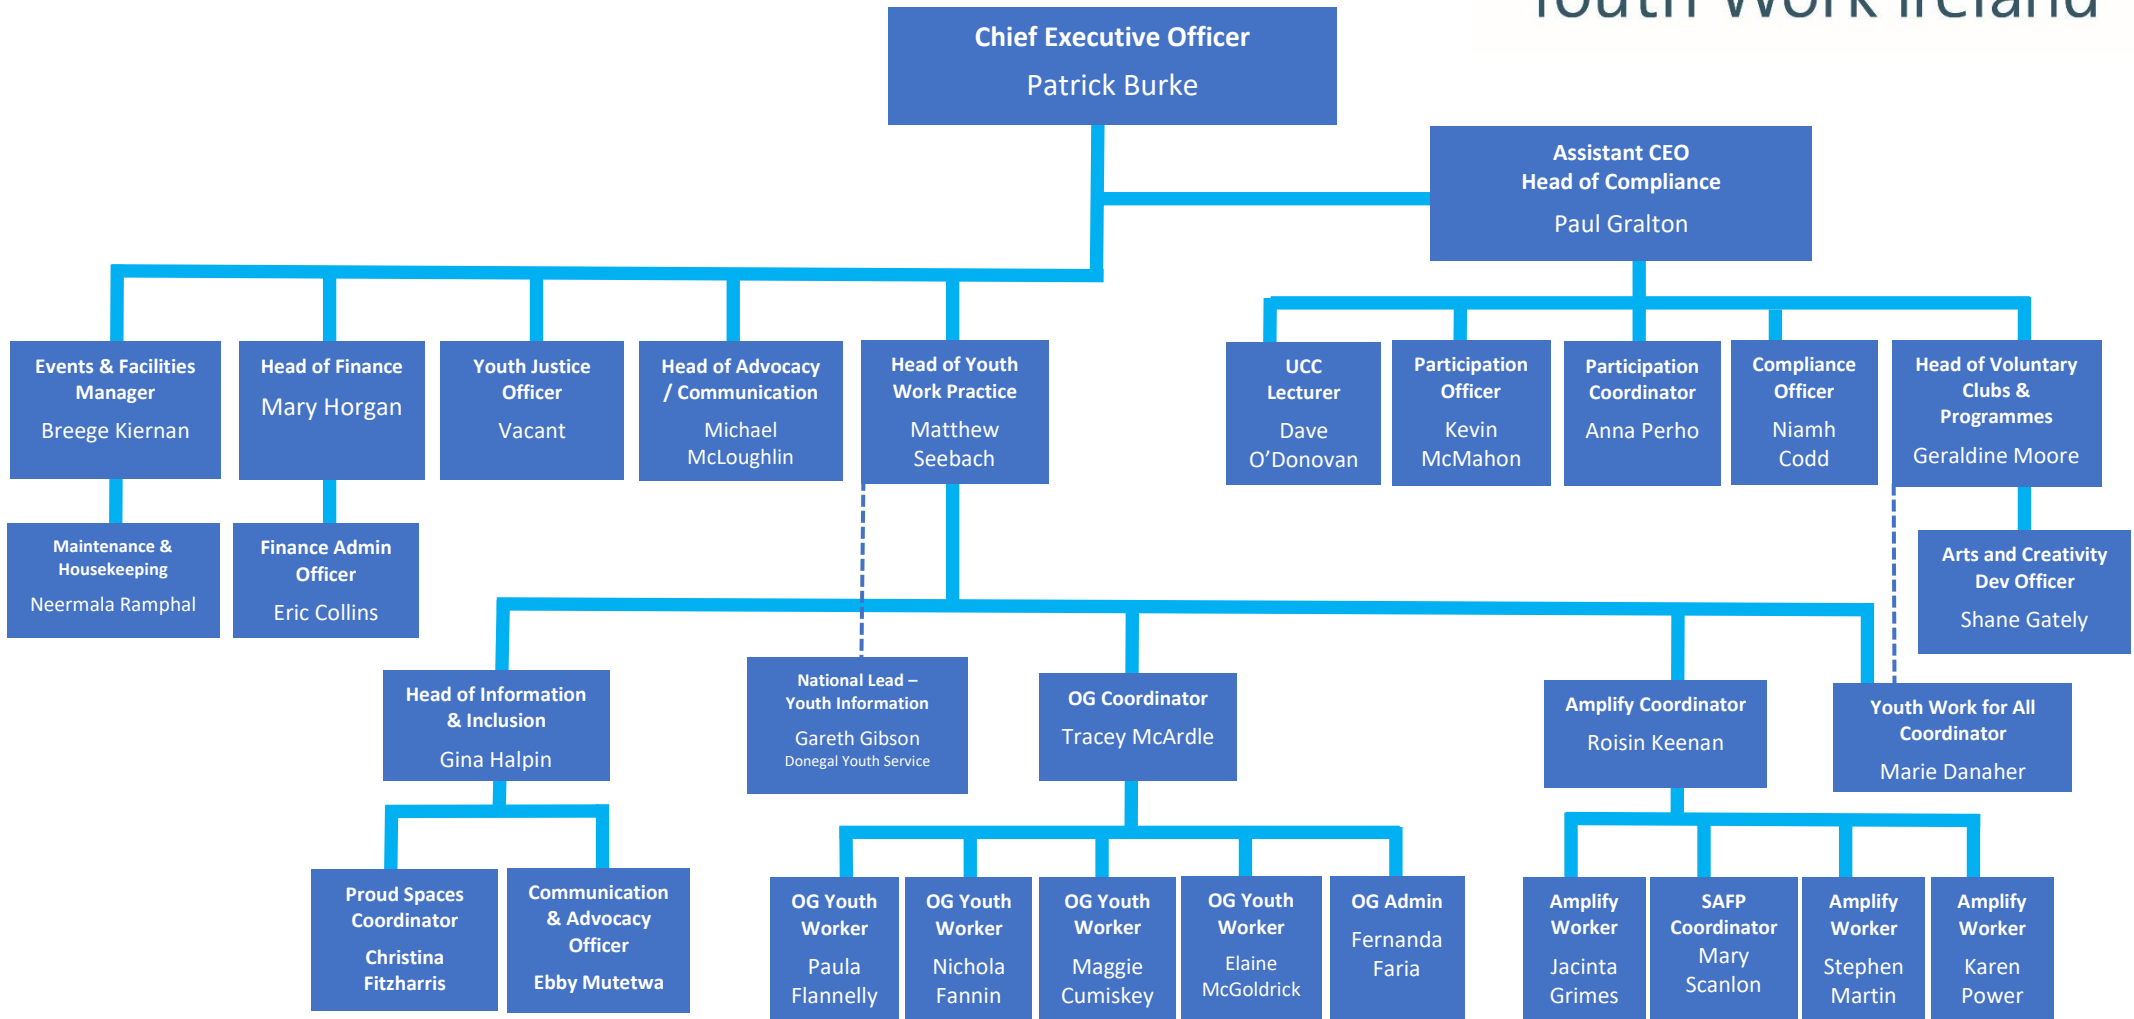 Youth Work Ireland
Chief Executive Officer
Patrick Burke
Assistant CEO
Head of Compliance
Paul Gralton
Events & Facilities
Manager
Breege Kiernan
Head of Finance
Mary Horgan
Youth Justice
Officer
Vacant
Head of Advocacy
/ Communication
Michael
McLoughlin
Head of Youth
Work Practice
Matthew
Seebach
UCC
Lecturer
Dave
O’Donovan
Participation
Officer
Kevin
McMahon
Participation
Coordinator
Anna Perho
Compliance
Officer
Niamh
Codd
Head of Voluntary
Clubs &
Programmes
Geraldine Moore
Maintenance &
Housekeeping
Neermala Ramphal
Finance Admin
Officer
Eric Collins
Arts and Creativity
Dev Officer
Shane Gately
Head of Information
& Inclusion
Gina Halpin
National Lead –
Youth Information
Gareth Gibson
Donegal Youth Service
OG Coordinator
Tracey McArdle
Amplify Coordinator
Roisin Keenan
Youth Work for All
Coordinator
Marie Danaher
Proud Spaces
Coordinator
Christina
Fitzharris
Communication
& Advocacy
Officer
Ebby Mutetwa
OG Youth
Worker
Paula
Flannelly
OG Youth
Worker
Nichola
Fannin
OG Youth
Worker
Maggie
Cumiskey
OG Youth
Worker
Elaine
McGoldrick
OG Admin
Fernanda
Faria
Amplify
Worker
Jacinta
Grimes
SAFP
Coordinator
Mary
Scanlon
Amplify
Worker
Stephen
Martin
Amplify
Worker
Karen
Power